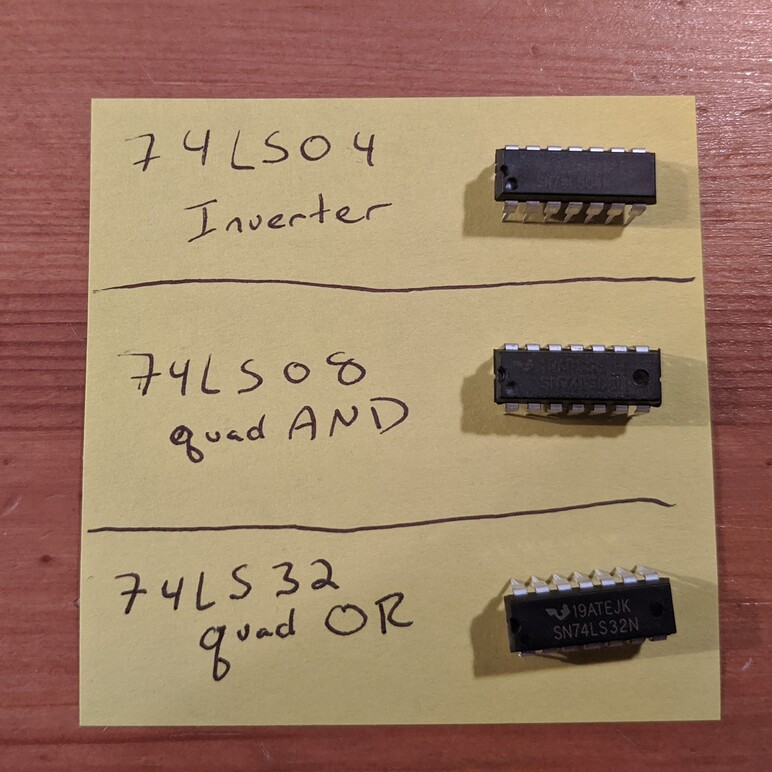 74LS04
Inverter
74LS08
quad AND
74LS32
quad OR
19ATEJK
SN74LS32N